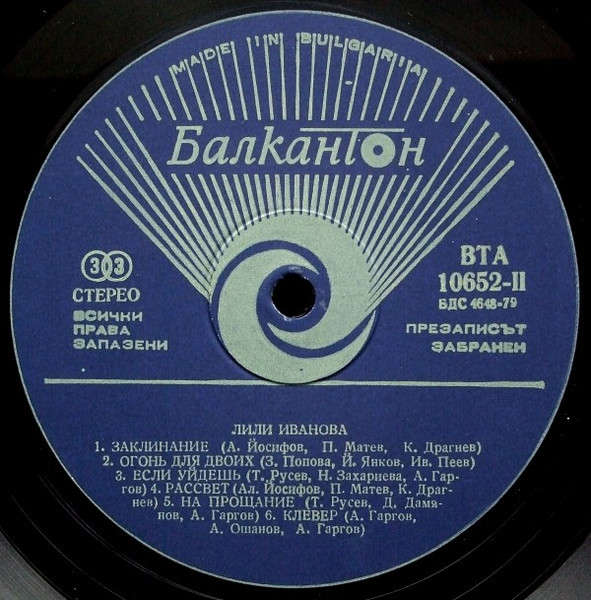 MADE IN BULGARIA
Балкантон
33
СТЕРЕО
ВСИЧКИ
ПРАВА
ЗАПАЗЕНИ
ВТА
10652-II
БДС 4648-79
ПРЕЗАПИСЪТ
ЗАБРАНЕН
ЛИЛИ ИВАНОВА
1. ЗАКЛИНАНИЕ (А. Йосифов, П. Матев, К. Драгнев)
2. ОГОНЬ ДЛЯ ДВОИХ (З. Попова, Й. Янков, Ив. Пеев)
3. ЕСЛИ УЙДЕШЬ (Т. Русев, Н. Захариева, А. Гар-
гов) 4. РАССВЕТ (Ал. Йосифов, П. Матев, К. Драг-
нев) 5. НА ПРОЩАНИЕ (Т. Русев, Д. Дамя-
нов, А. Гаргов) 6. КЛЕВЕР (А. Гаргов,
А. Ошанов, А. Гаргов)